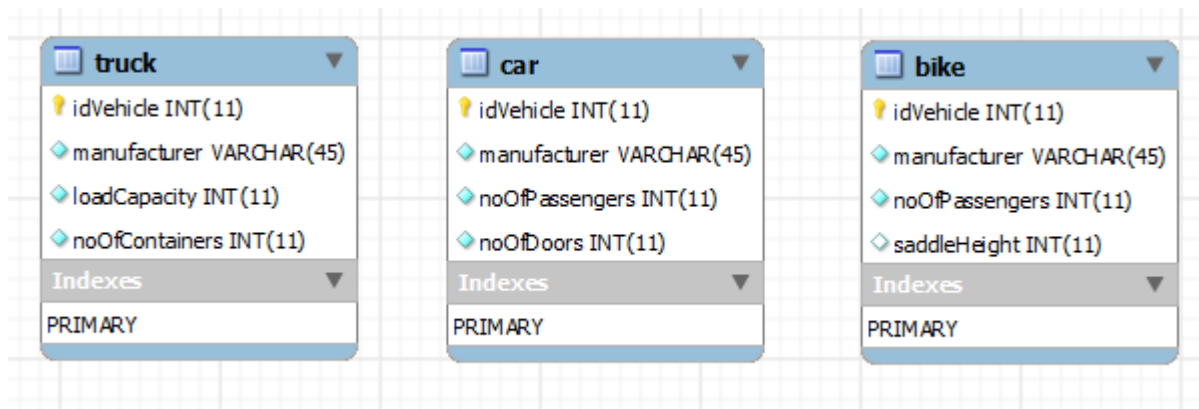 truck
idVehicle INT(11)
manufacturer VARCHAR(45)
loadCapacity INT(11)
noOfContainers INT(11)
Indexes
PRIMARY
car
idVehicle INT(11)
manufacturer VARCHAR(45)
noOfPassengers INT(11)
noOfDoors INT(11)
Indexes
PRIMARY
bike
idVehicle INT(11)
manufacturer VARCHAR(45)
noOfPassengers INT(11)
saddleHeight INT(11)
Indexes
PRIMARY